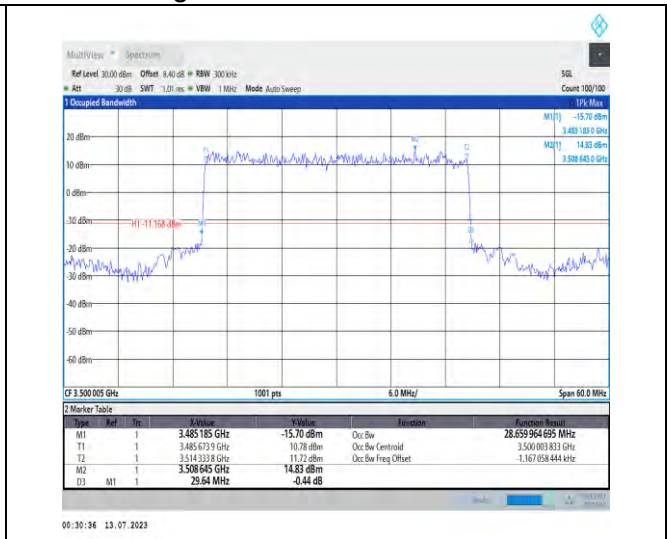 MultiView Spectrum
Ref Level 30.00 dBm Offset 8.40 dB RBW 300 kHz SGL
Att 30 dB SWT 1.01 ms VBW 1 MHz Mode Auto Sweep Count 100/100
1 Occupied Bandwidth 1Pk Max
M1[1] -15.70 dBm
3.485 185 0 GHz
M2[1] 14.83 dBm
3.508 645 0 GHz
20 dBm
10 dBm
0 dBm
-10 dBm
H1 -11.168 dBm M1
-20 dBm
-30 dBm
-40 dBm
-50 dBm
-60 dBm
CF 3.500 005 GHz 1001 pts 6.0 MHz/ Span 60.0 MHz
2 Marker Table
Type Ref Trc X-Value Y-Value Function Function Result
M1 1 3.485 185 GHz -15.70 dBm Occ Bw 28.659 964 695 MHz
T1 1 3.485 673 9 GHz 10.78 dBm Occ Bw Centroid 3.500 003 833 GHz
T2 1 3.514 333 8 GHz 11.72 dBm Occ Bw Freq Offset -1.167 058 444 kHz
M2 1 3.508 645 GHz 14.83 dBm
D3 M1 1 29.64 MHz -0.44 dB
00:30:36 13.07.2023